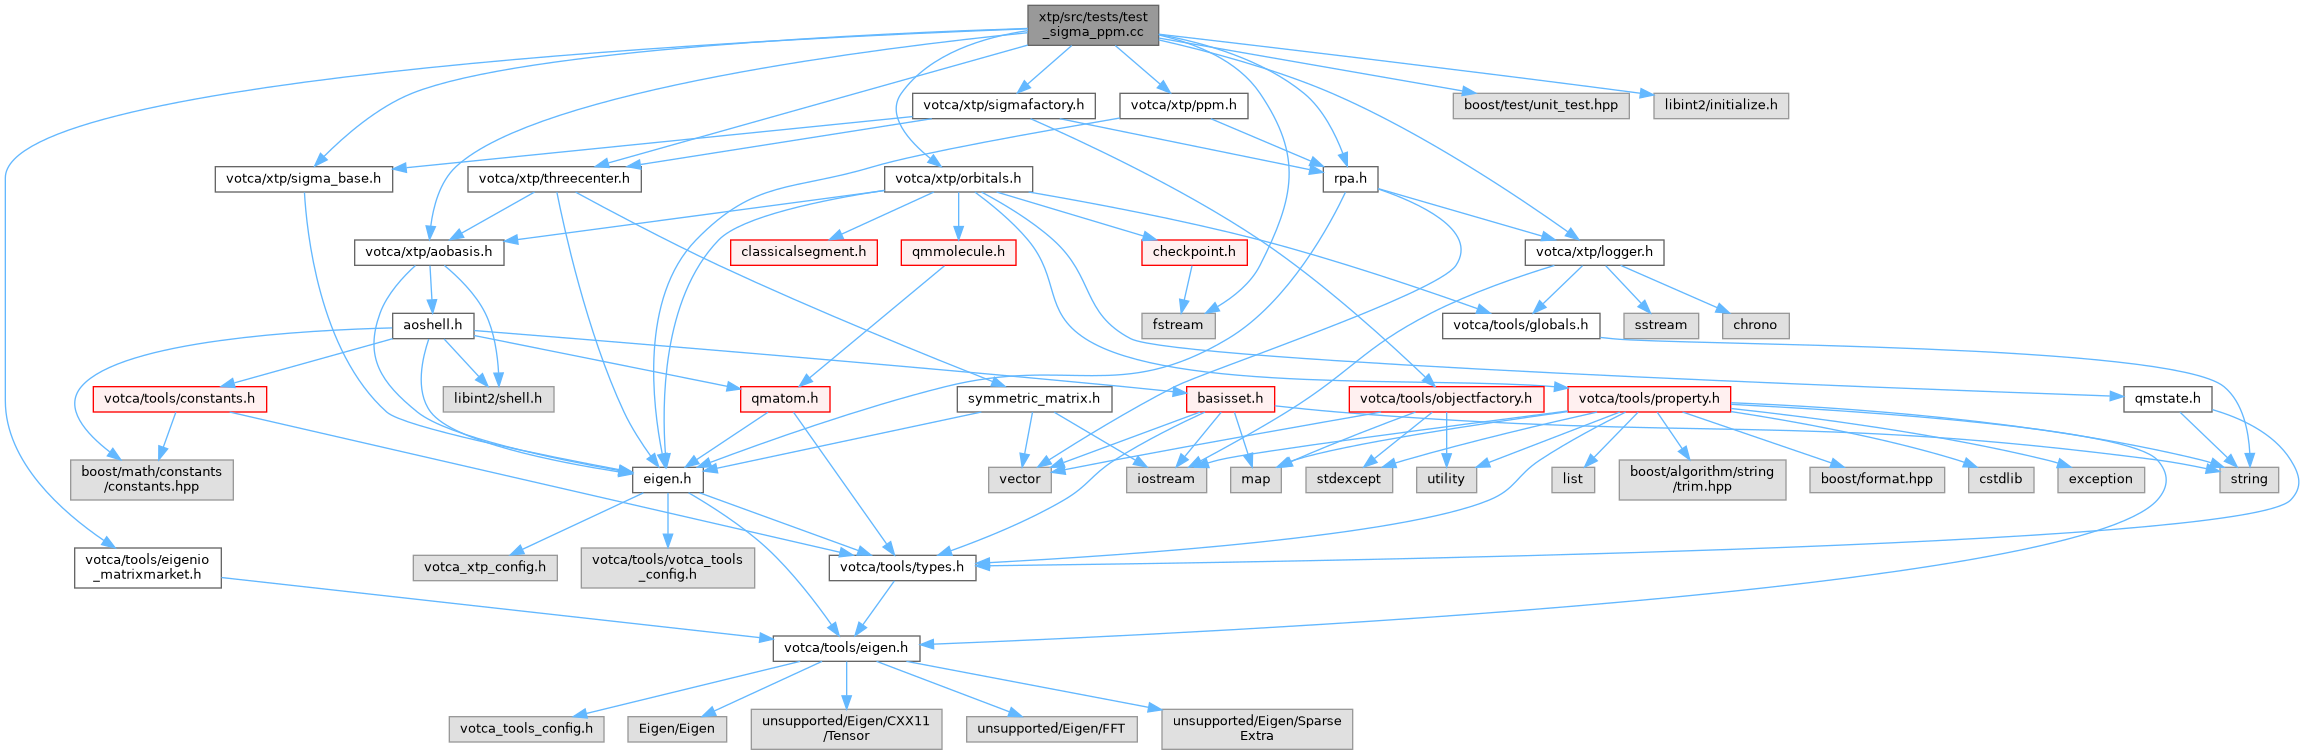 xtp/src/tests/test
_sigma_ppm.cc
votca/xtp/sigmafactory.h
votca/xtp/ppm.h
boost/test/unit_test.hpp
libint2/initialize.h
votca/xtp/sigma_base.h
votca/xtp/threecenter.h
votca/xtp/orbitals.h
rpa.h
votca/xtp/aobasis.h
classicalsegment.h
qmmolecule.h
checkpoint.h
votca/xtp/logger.h
aoshell.h
fstream
votca/tools/globals.h
sstream
chrono
votca/tools/constants.h
libint2/shell.h
qmatom.h
symmetric_matrix.h
basisset.h
votca/tools/objectfactory.h
votca/tools/property.h
qmstate.h
boost/math/constants
/constants.hpp
eigen.h
vector
iostream
map
stdexcept
utility
list
boost/algorithm/string
/trim.hpp
boost/format.hpp
cstdlib
exception
string
votca/tools/eigenio
_matrixmarket.h
votca_xtp_config.h
votca/tools/votca_tools
_config.h
votca/tools/types.h
votca/tools/eigen.h
votca_tools_config.h
Eigen/Eigen
unsupported/Eigen/CXX11
/Tensor
unsupported/Eigen/FFT
unsupported/Eigen/Sparse
Extra